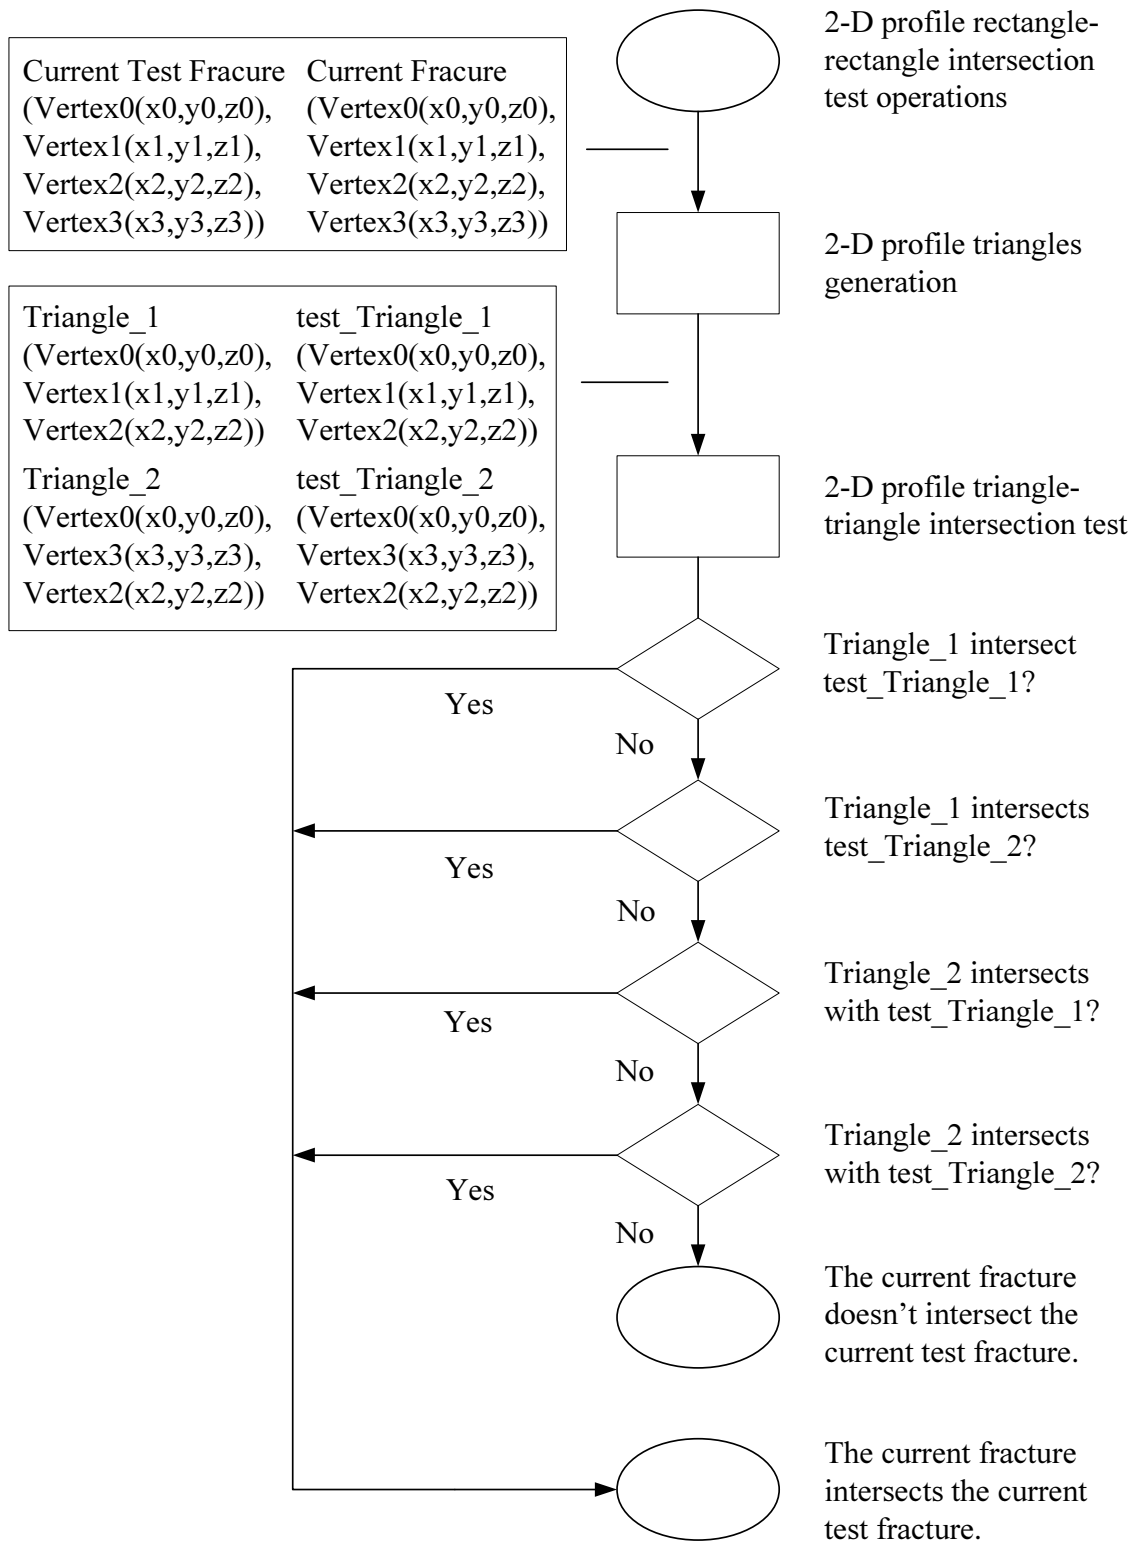 2-D profile rectangle-
rectangle intersection
test operations
Current Test Fracure
(Vertex0(x0,y0,z0),
Vertex1(x1,y1,z1),
Vertex2(x2,y2,z2),
Vertex3(x3,y3,z3))
Current Fracure
(Vertex0(x0,y0,z0),
Vertex1(x1,y1,z1),
Vertex2(x2,y2,z2),
Vertex3(x3,y3,z3))
2-D profile triangles
generation
Triangle_1
(Vertex0(x0,y0,z0),
Vertex1(x1,y1,z1),
Vertex2(x2,y2,z2))
test_Triangle_1
(Vertex0(x0,y0,z0),
Vertex1(x1,y1,z1),
Vertex2(x2,y2,z2))
Triangle_2
(Vertex0(x0,y0,z0),
Vertex3(x3,y3,z3),
Vertex2(x2,y2,z2))
test_Triangle_2
(Vertex0(x0,y0,z0),
Vertex3(x3,y3,z3),
Vertex2(x2,y2,z2))
2-D profile triangle-
triangle intersection test
Triangle_1 intersect
test_Triangle_1?
Yes
No
Triangle_1 intersects
test_Triangle_2?
Yes
No
Triangle_2 intersects
with test_Triangle_1?
Yes
No
Triangle_2 intersects
with test_Triangle_2?
Yes
No
The current fracture
doesn’t intersect the
current test fracture.
The current fracture
intersects the current
test fracture.